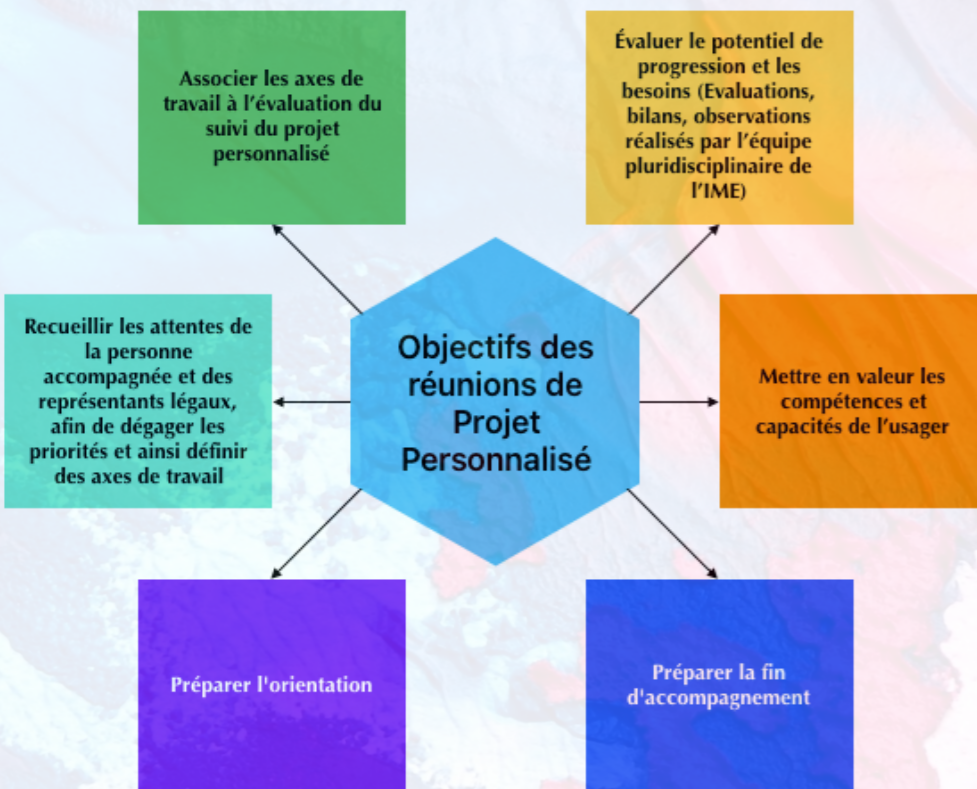 Associer les axes de
travail à l'évaluation du
suivi du projet
personnalisé
Évaluer le potentiel de
progression et les
besoins (Evaluations,
bilans, observations
réalisés par l'équipe
pluridisciplinaire de
l'IME)
Recueillir les attentes de
la personne
accompagnée et des
représentants légaux,
afin de dégager les
priorités et ainsi définir
des axes de travail
Objectifs des
réunions de
Projet
Personnalisé
Mettre en valeur les
compétences et
capacités de l'usager
Préparer l'orientation
Préparer la fin
d'accompagnement